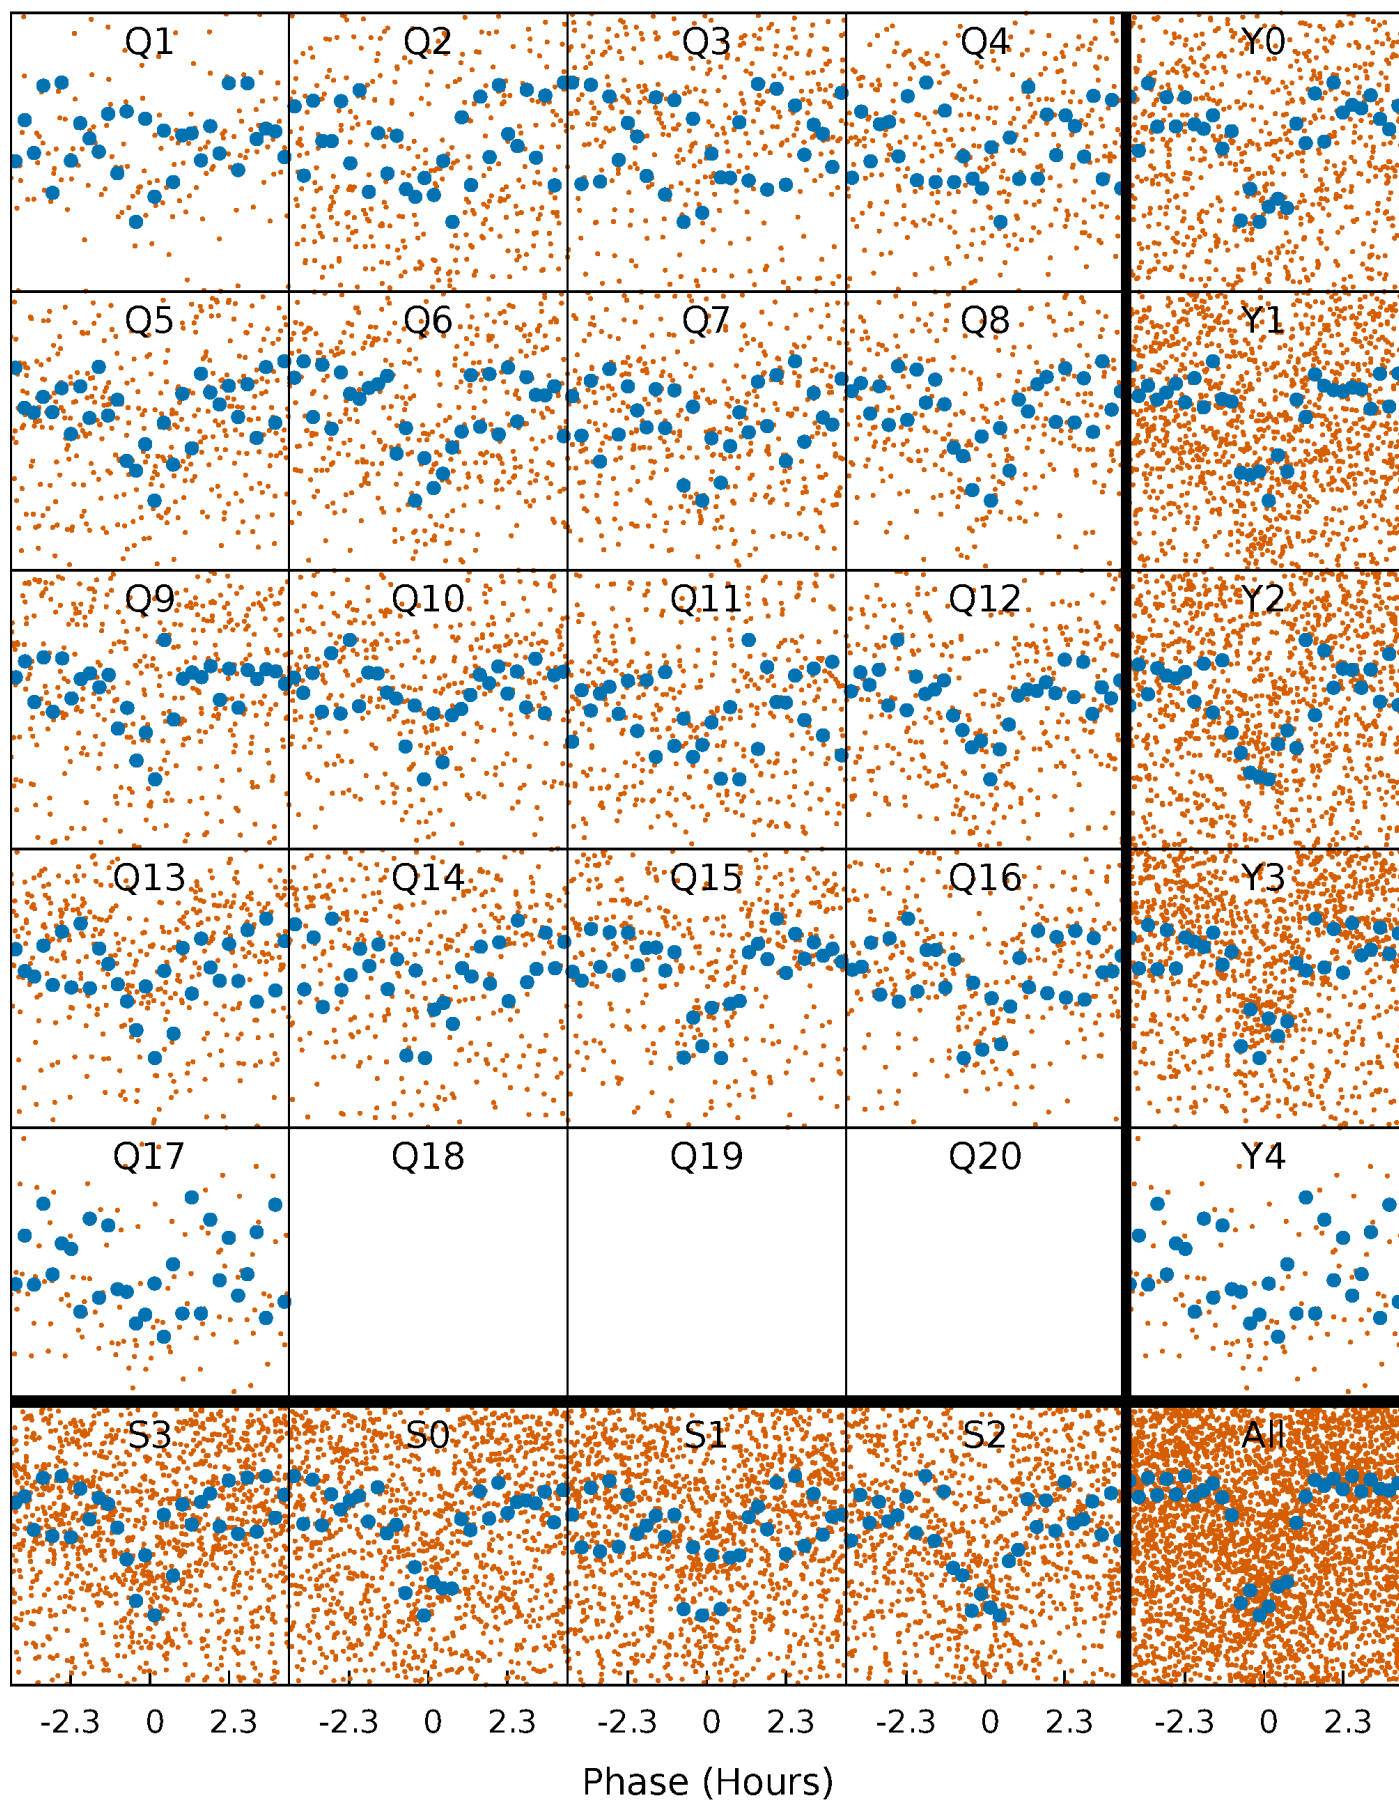 Q1 Q2 Q3 Q4 Y0
Q5 Q6 Q7 Q8 Y1
Q9 Q10 Q11 Q12 Y2
Q13 Q14 Q15 Q16 Y3
Q17 Q18 Q19 Q20 Y4
S3 S0 S1 S2 All
-2.3 0 2.3 -2.3 0 2.3 -2.3 0 2.3 -2.3 0 2.3 -2.3 0 2.3
Phase (Hours)